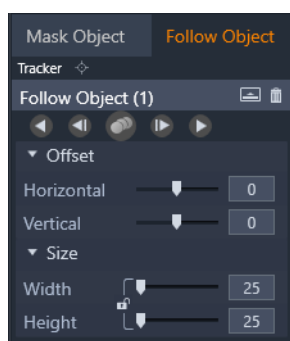 Mask Object Follow Object
Tracker
Follow Object (1)
Offset
Horizontal 0
Vertical 0
Size
Width 25
Height 25